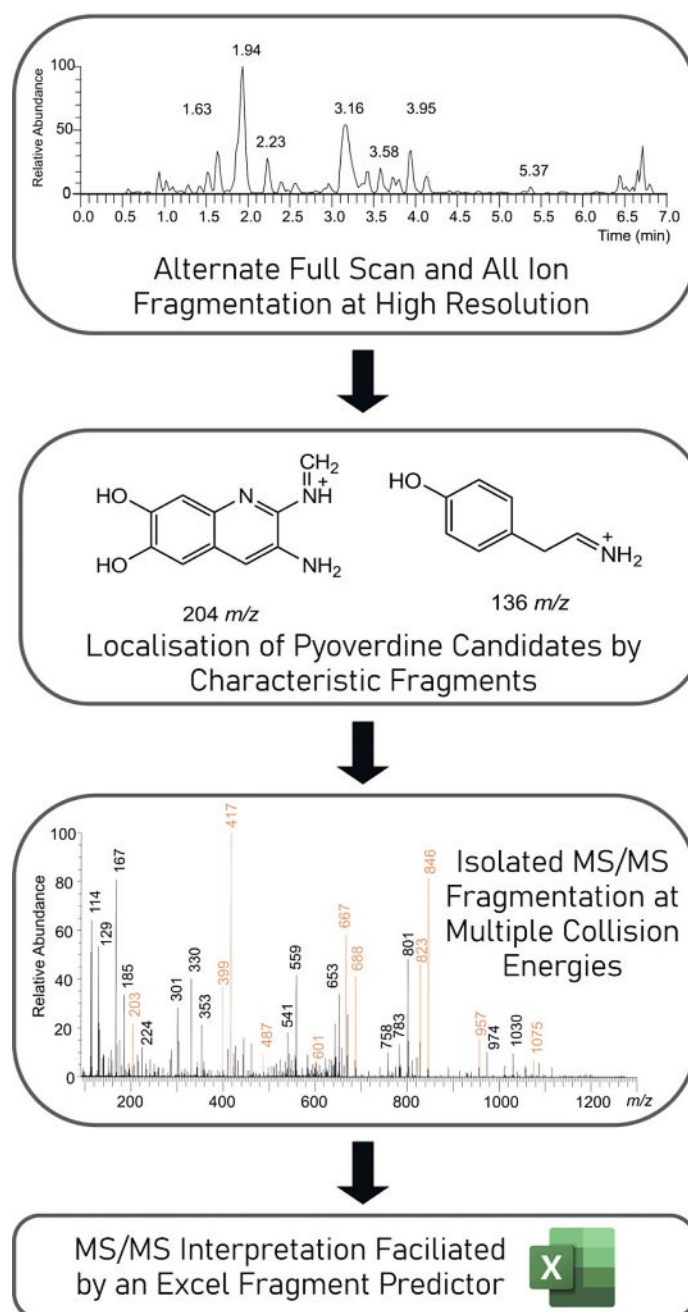 1.94
100
1.63
3.16
3.95
2.23
3.58
50
5.37
0
Relative Abundance
0.0 0.5 1.0 1.5 2.0 2.5 3.0 3.5 4.0 4.5 5.0 5.5 6.0 6.5 7.0
Time (min)
Alternate Full Scan and All Ion
Fragmentation at High Resolution
CH2
HO N NH +
HO NH2
204 m/z
HO
+
NH2
136 m/z
Localisation of Pyoverdine Candidates by
Characteristic Fragments
Relative Abundance
100
80
60
40
20
0
114
129
167
185
203
224
301
330
353
399
417
487
541
559
601
653
667
688
758
783
801
823
846
957
974
1030
1075
200 400 600 800 1000 1200 m/z
Isolated MS/MS
Fragmentation at
Multiple Collision
Energies
MS/MS Interpretation Faciliated
by an Excel Fragment Predictor
X